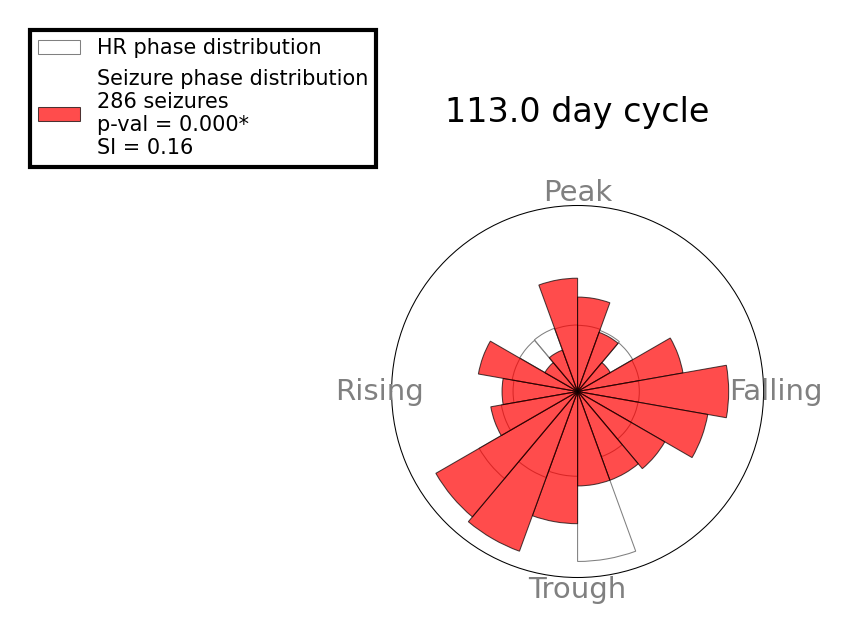 HR phase distribution
Seizure phase distribution
286 seizures
p-val = 0.000*
SI = 0.16
113.0 day cycle
Peak
Rising
Falling
Trough